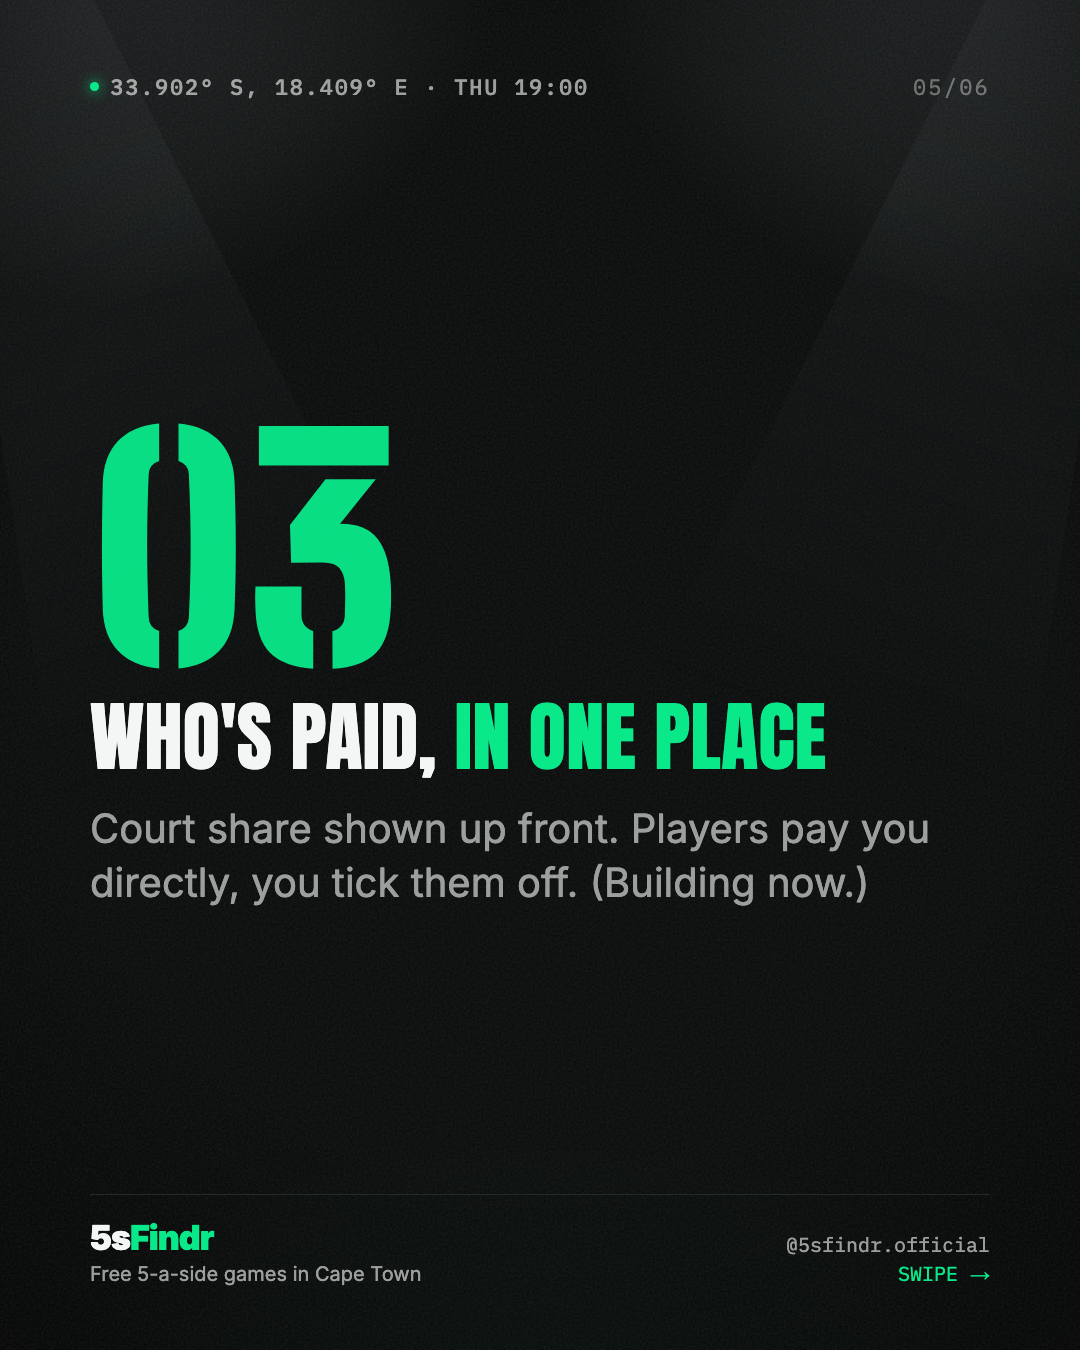 33.902° S, 18.409° E · THU 19:00
05/06
03
WHO'S PAID, IN ONE PLACE
Court share shown up front. Players pay you
directly, you tick them off. (Building now.)
5sFindr
Free 5-a-side games in Cape Town
@5sfindr.official
SWIPE →